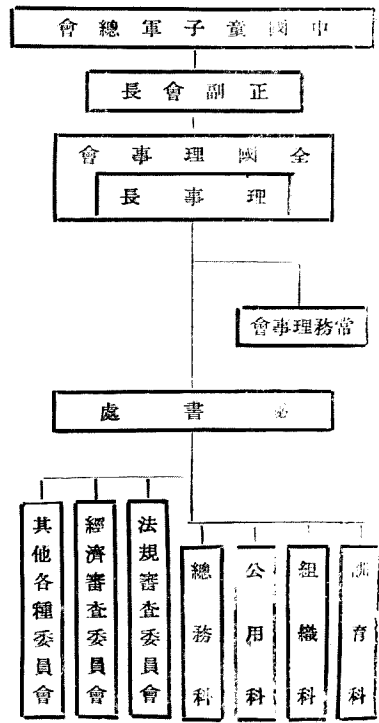 中國童子軍總會
正副會長
全國理事會
理事長
常務理事會
祕書處
訓育科
組織科
公用科
總務科
法規審查委員會
經濟審查委員會
其他各種委員會